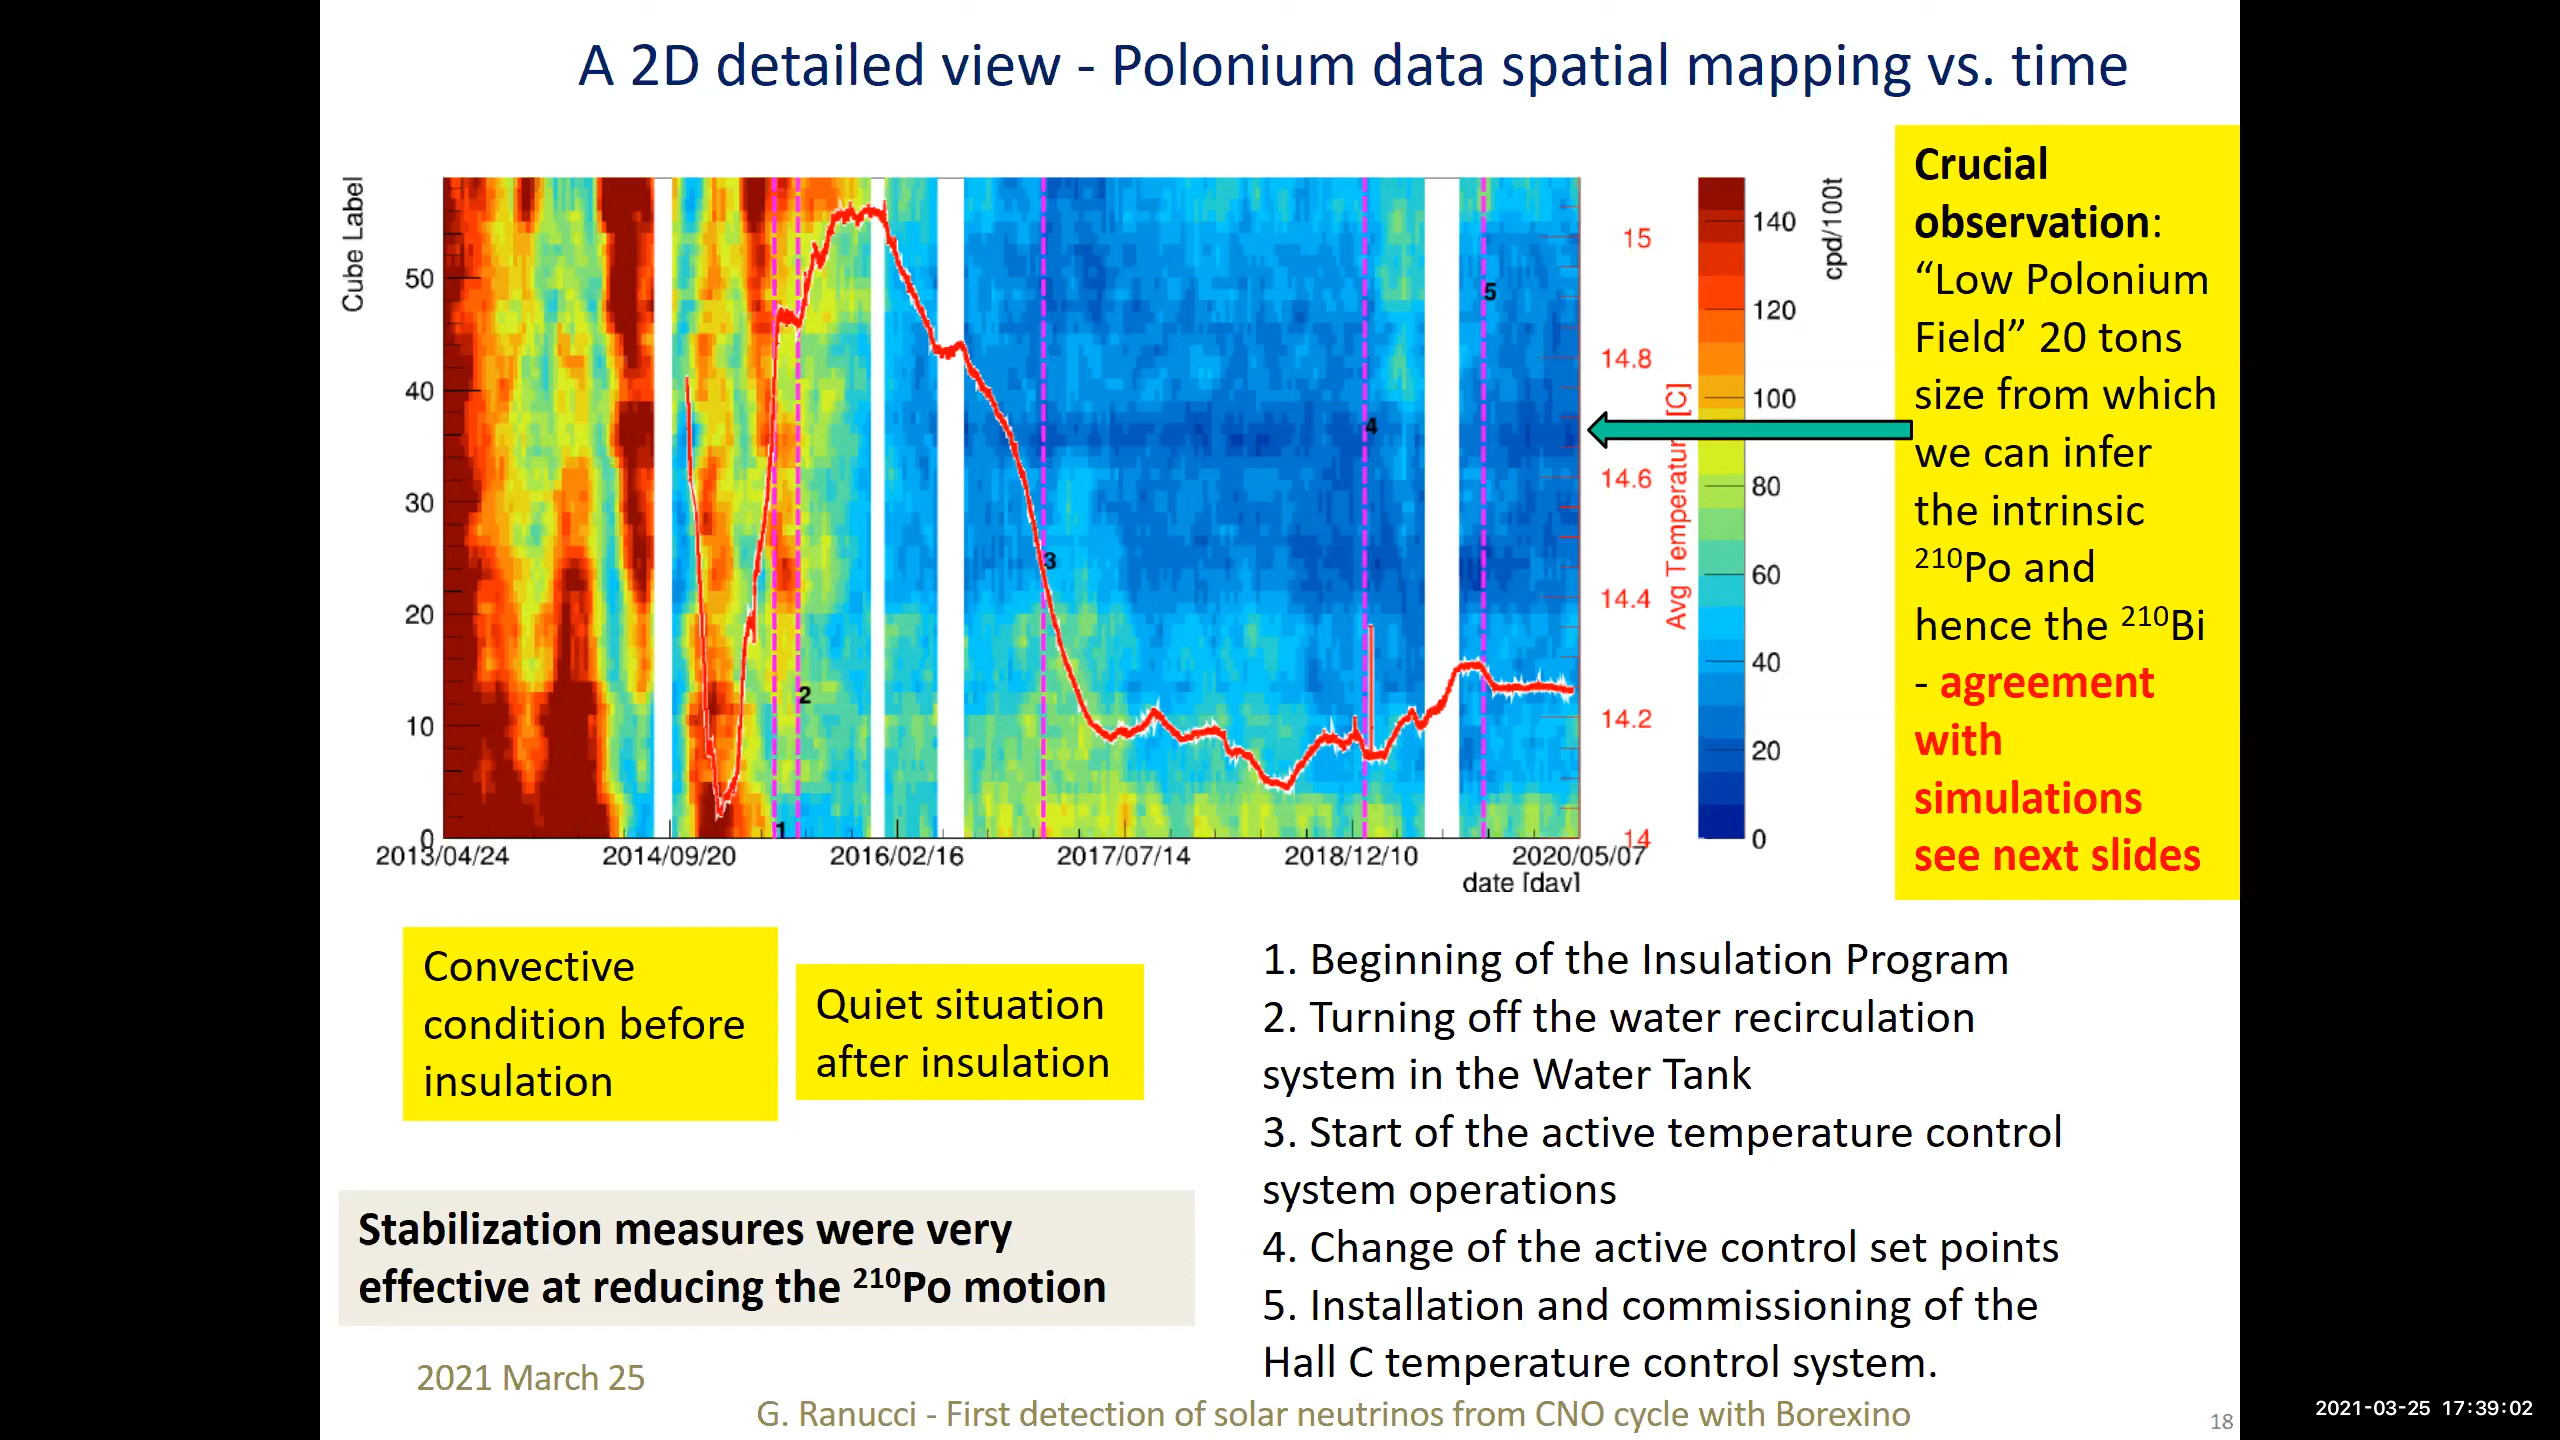 A 2D detailed view - Polonium data spatial mapping vs. time
Cube Label
50
40
30
20
10
0
2013/04/24
2014/09/20
2016/02/16
2017/07/14
2018/12/10
2020/05/07
date [day]
1
2
3
4
5
15
14.8
14.6
14.4
14.2
14
Avg Temperature [C]
140
120
100
80
60
40
20
0
cpd/100t
Crucial
observation:
“Low Polonium
Field” 20 tons
size from which
we can infer
the intrinsic
²¹⁰Po and
hence the ²¹⁰Bi
- agreement
with
simulations
see next slides
Convective
condition before
insulation
Quiet situation
after insulation
Stabilization measures were very
effective at reducing the ²¹⁰Po motion
1. Beginning of the Insulation Program
2. Turning off the water recirculation
system in the Water Tank
3. Start of the active temperature control
system operations
4. Change of the active control set points
5. Installation and commissioning of the
Hall C temperature control system.
2021 March 25
G. Ranucci - First detection of solar neutrinos from CNO cycle with Borexino
18
2021-03-25 17:39:02